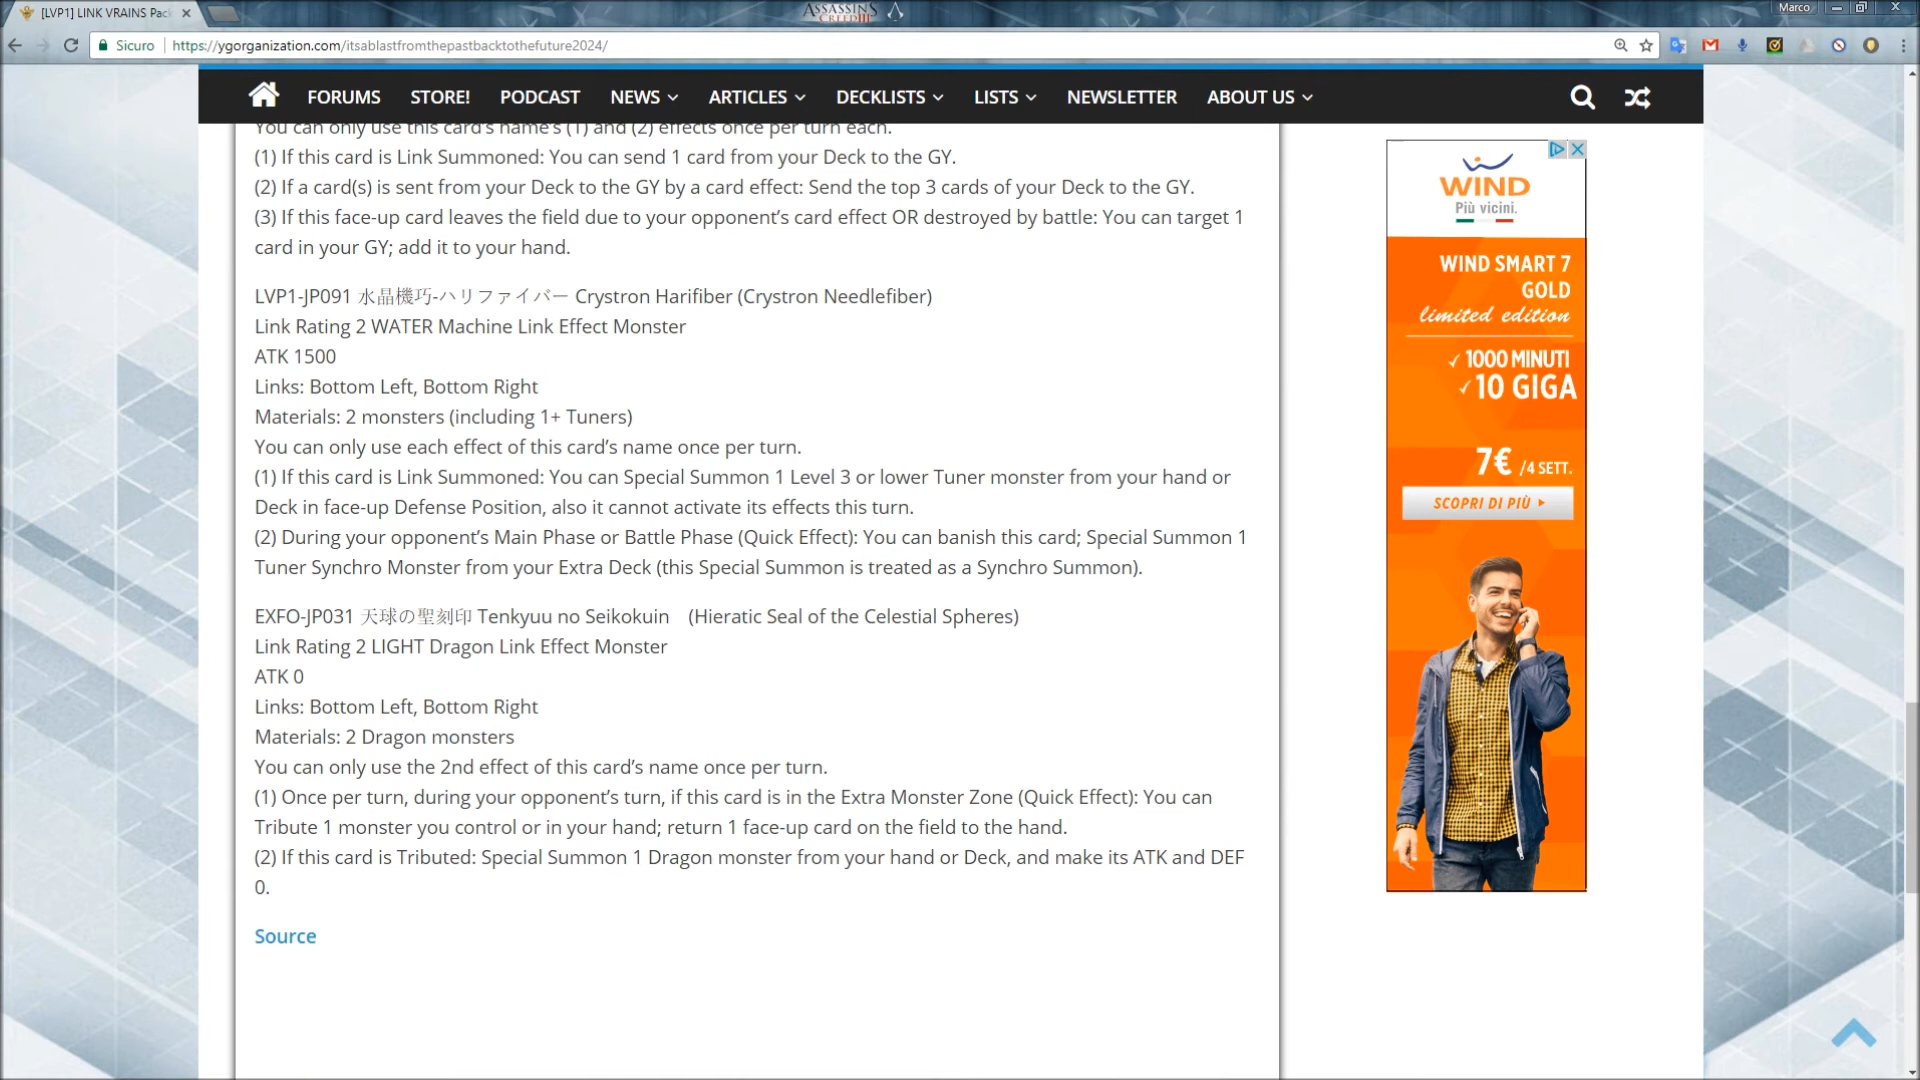 [LVP1] LINK VRAINS Pac
ASSASSIN'S
CREED III
Marco
Sicuro
https://ygorganization.com/itsablastfromthepastbacktothefuture2024/
FORUMS STORE! PODCAST NEWS ARTICLES DECKLISTS LISTS NEWSLETTER ABOUT US
You can only use this card's name's (1) and (2) effects once per turn each.
(1) If this card is Link Summoned: You can send 1 card from your Deck to the GY.
(2) If a card(s) is sent from your Deck to the GY by a card effect: Send the top 3 cards of your Deck to the GY.
(3) If this face-up card leaves the field due to your opponent's card effect OR destroyed by battle: You can target 1
card in your GY; add it to your hand.
LVP1-JP091 水晶機巧-ハリファイバー Crystron Harifiber (Crystron Needlefiber)
Link Rating 2 WATER Machine Link Effect Monster
ATK 1500
Links: Bottom Left, Bottom Right
Materials: 2 monsters (including 1+ Tuners)
You can only use each effect of this card's name once per turn.
(1) If this card is Link Summoned: You can Special Summon 1 Level 3 or lower Tuner monster from your hand or
Deck in face-up Defense Position, also it cannot activate its effects this turn.
(2) During your opponent's Main Phase or Battle Phase (Quick Effect): You can banish this card; Special Summon 1
Tuner Synchro Monster from your Extra Deck (this Special Summon is treated as a Synchro Summon).
EXFO-JP031 天球の聖刻印 Tenkyuu no Seikokuin (Hieratic Seal of the Celestial Spheres)
Link Rating 2 LIGHT Dragon Link Effect Monster
ATK 0
Links: Bottom Left, Bottom Right
Materials: 2 Dragon monsters
You can only use the 2nd effect of this card's name once per turn.
(1) Once per turn, during your opponent's turn, if this card is in the Extra Monster Zone (Quick Effect): You can
Tribute 1 monster you control or in your hand; return 1 face-up card on the field to the hand.
(2) If this card is Tributed: Special Summon 1 Dragon monster from your hand or Deck, and make its ATK and DEF
0.
Source
WIND
Più vicini.
WIND SMART 7
GOLD
limited edition
✓ 1000 MINUTI
✓ 10 GIGA
7€ /4 SETT.
SCOPRI DI PIÙ